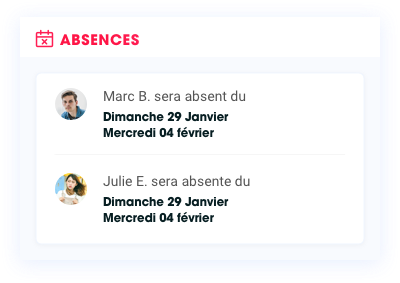 ABSENCES
Marc B. sera absent du
Dimanche 29 Janvier
Mercredi 04 février
Julie E. sera absente du
Dimanche 29 Janvier
Mercredi 04 février